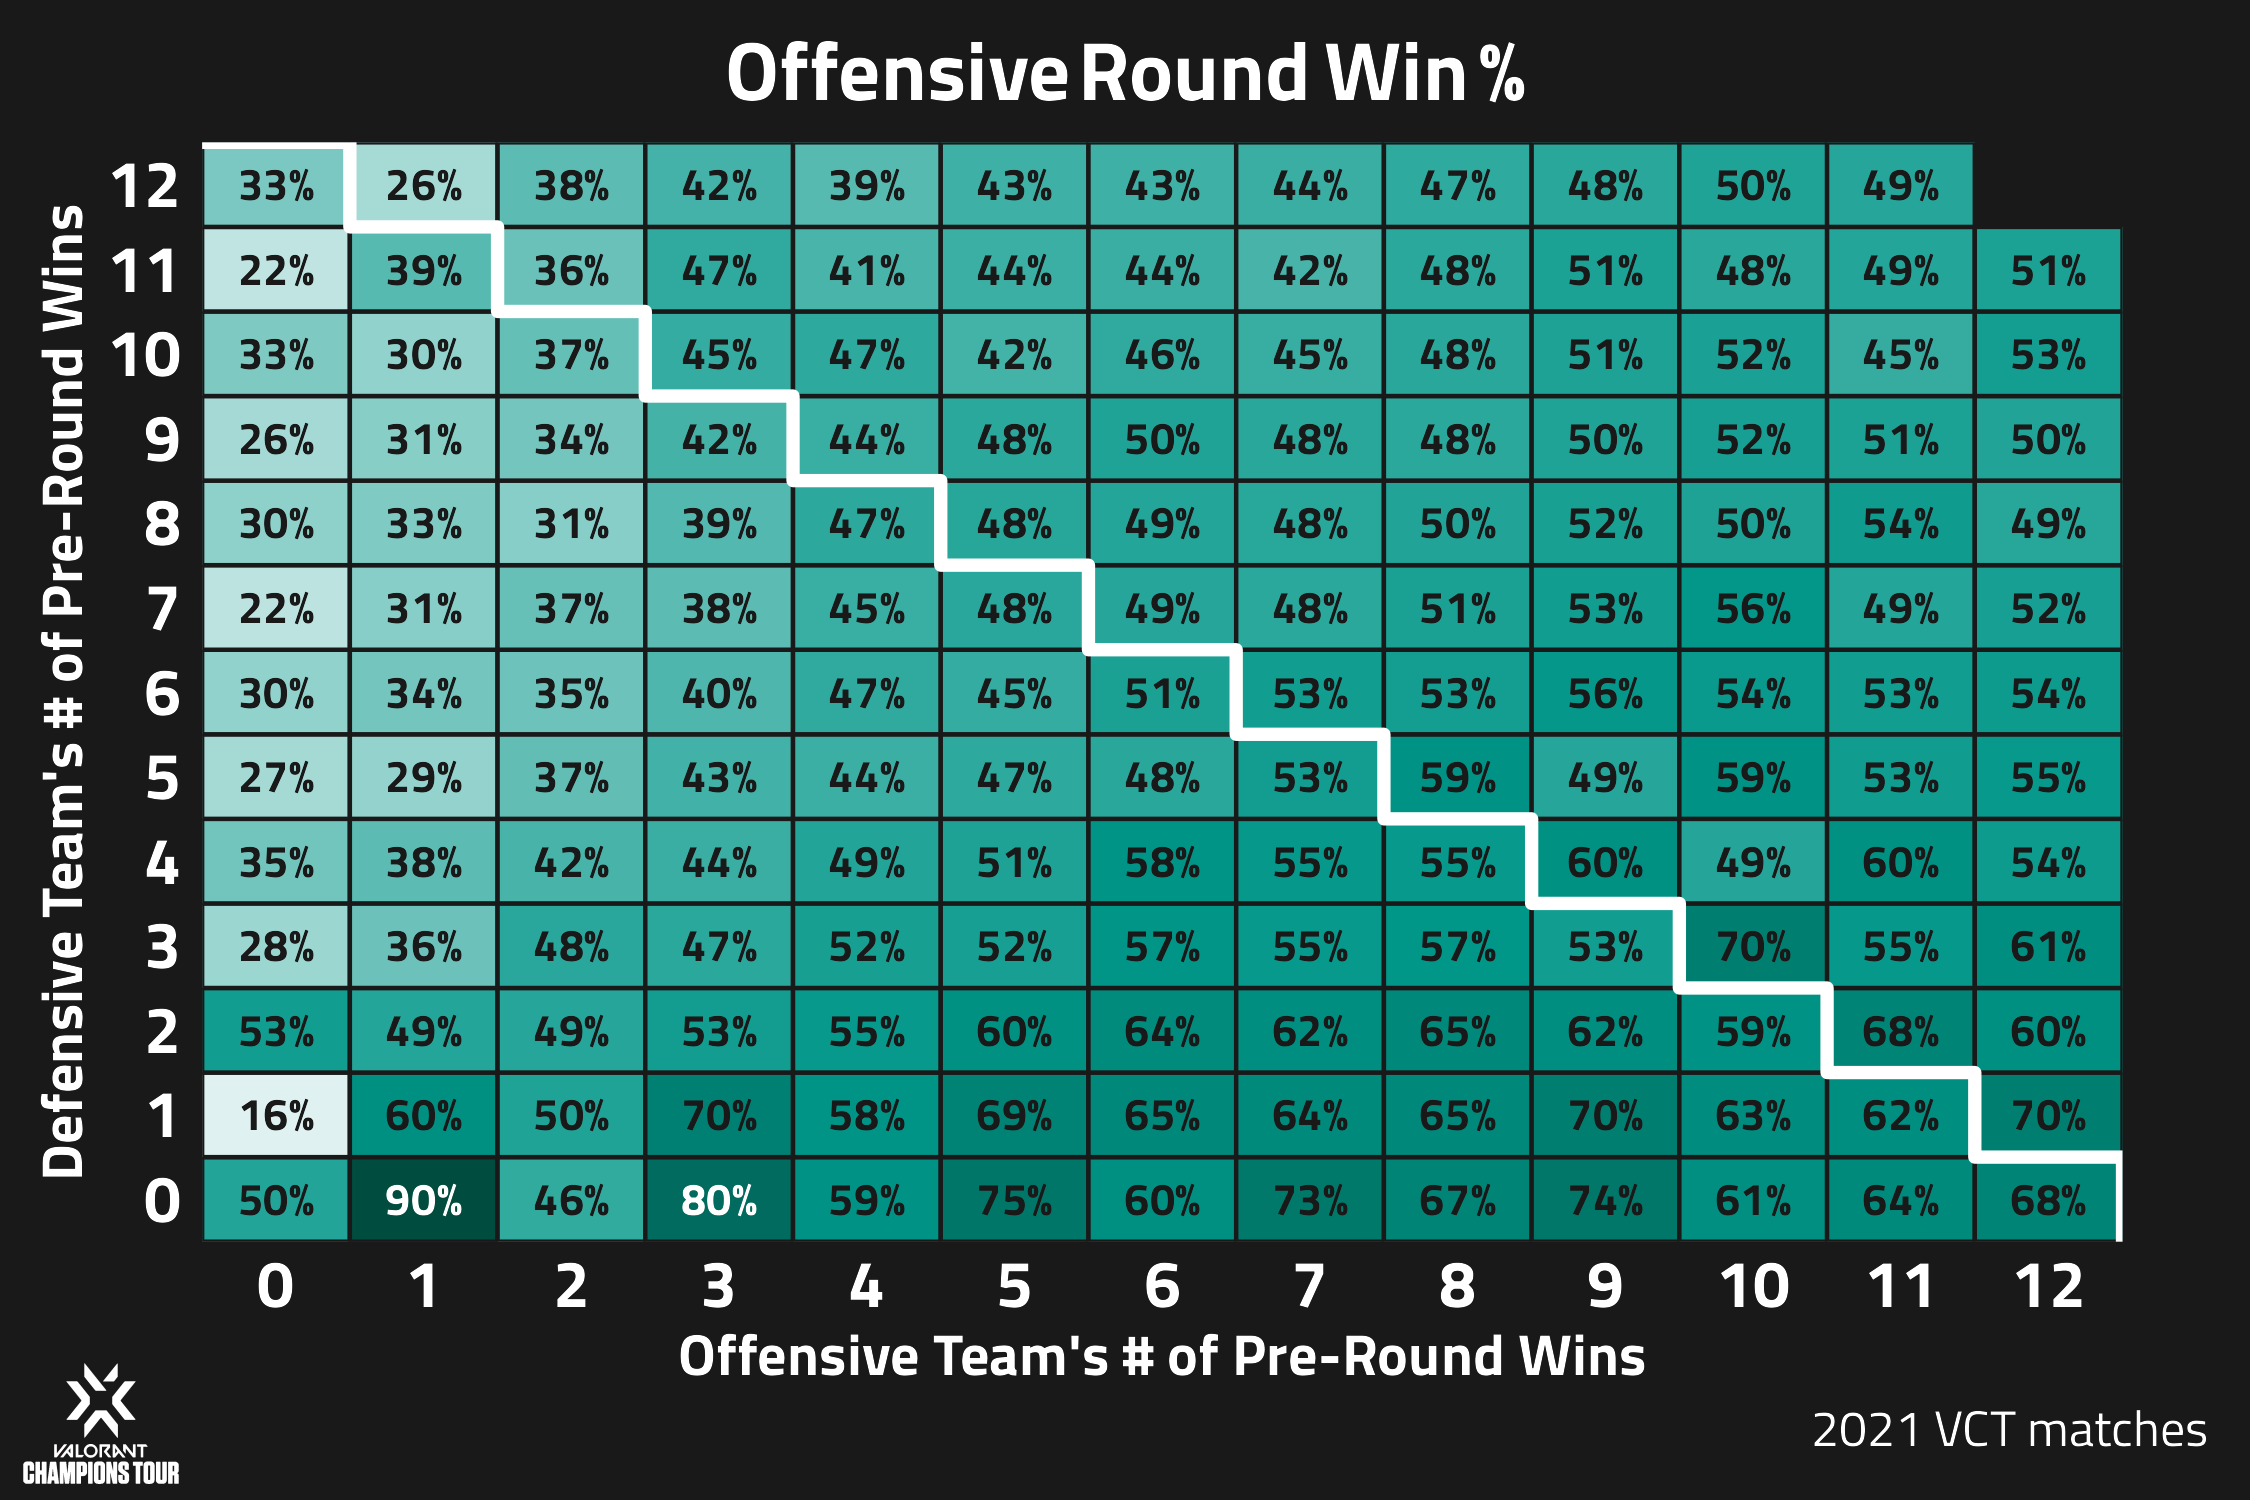 Offensive Round Win %
Defensive Team's # of Pre-Round Wins
12 33% 26% 38% 42% 39% 43% 43% 44% 47% 48% 50% 49%
11 22% 39% 36% 47% 41% 44% 44% 42% 48% 51% 48% 49% 51%
10 33% 30% 37% 45% 47% 42% 46% 45% 48% 51% 52% 45% 53%
9 26% 31% 34% 42% 44% 48% 50% 48% 48% 50% 52% 51% 50%
8 30% 33% 31% 39% 47% 48% 49% 48% 50% 52% 50% 54% 49%
7 22% 31% 37% 38% 45% 48% 49% 48% 51% 53% 56% 49% 52%
6 30% 34% 35% 40% 47% 45% 51% 53% 53% 56% 54% 53% 54%
5 27% 29% 37% 43% 44% 47% 48% 53% 59% 49% 59% 53% 55%
4 35% 38% 42% 44% 49% 51% 58% 55% 55% 60% 49% 60% 54%
3 28% 36% 48% 47% 52% 52% 57% 55% 57% 53% 70% 55% 61%
2 53% 49% 49% 53% 55% 60% 64% 62% 65% 62% 59% 68% 60%
1 16% 60% 50% 70% 58% 69% 65% 64% 65% 70% 63% 62% 70%
0 50% 90% 46% 80% 59% 75% 60% 73% 67% 74% 61% 64% 68%
0 1 2 3 4 5 6 7 8 9 10 11 12
Offensive Team's # of Pre-Round Wins
VALORANT
CHAMPIONS TOUR
2021 VCT matches